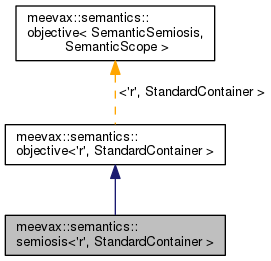 meevax::semantics::
objective< SemanticSemiosis,
SemanticScope >
<'r', StandardContainer >
meevax::semantics::
objective<'r', StandardContainer >
meevax::semantics::
semiosis<'r', StandardContainer >